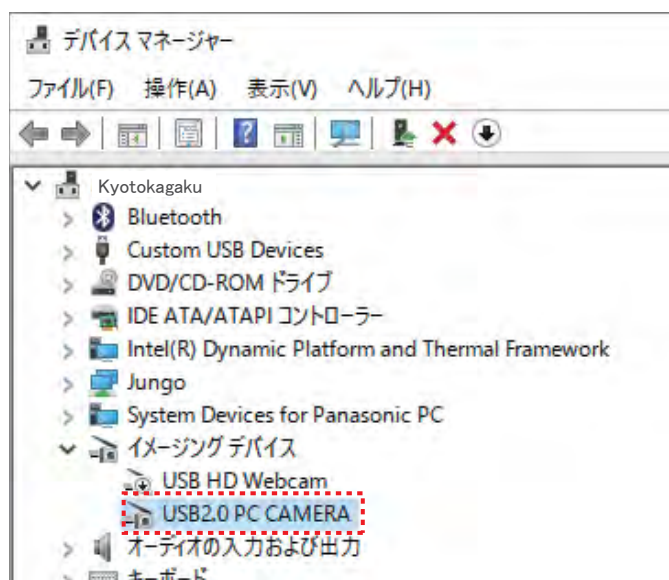 デバイス マネージャー
ファイル(F) 操作(A) 表示(V) ヘルプ(H)
Kyotokagaku
Bluetooth
Custom USB Devices
DVD/CD-ROM ドライブ
IDE ATA/ATAPI コントローラー
Intel(R) Dynamic Platform and Thermal Framework
Jungo
System Devices for Panasonic PC
イメージング デバイス
USB HD Webcam
USB2.0 PC CAMERA
オーディオの入力および出力
キーボード